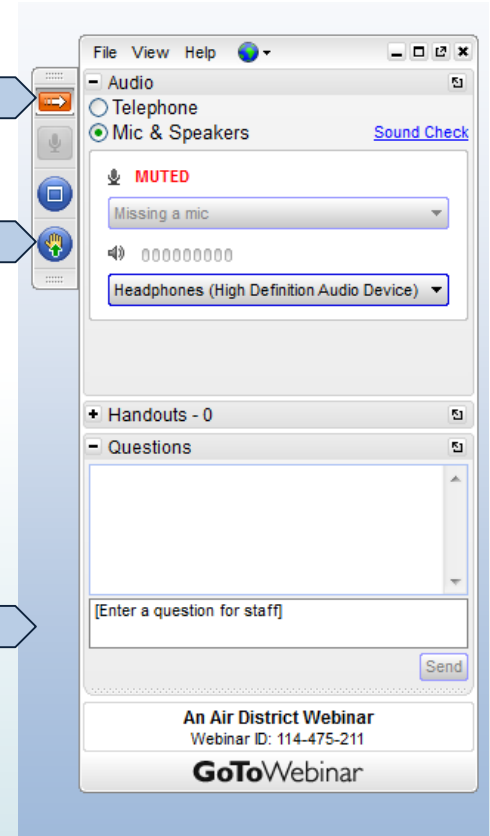 File View Help
Audio
Telephone
Mic & Speakers Sound Check
MUTED
Missing a mic
000000000
Headphones (High Definition Audio Device)
Handouts - 0
Questions
[Enter a question for staff]
Send
An Air District Webinar
Webinar ID: 114-475-211
GoToWebinar